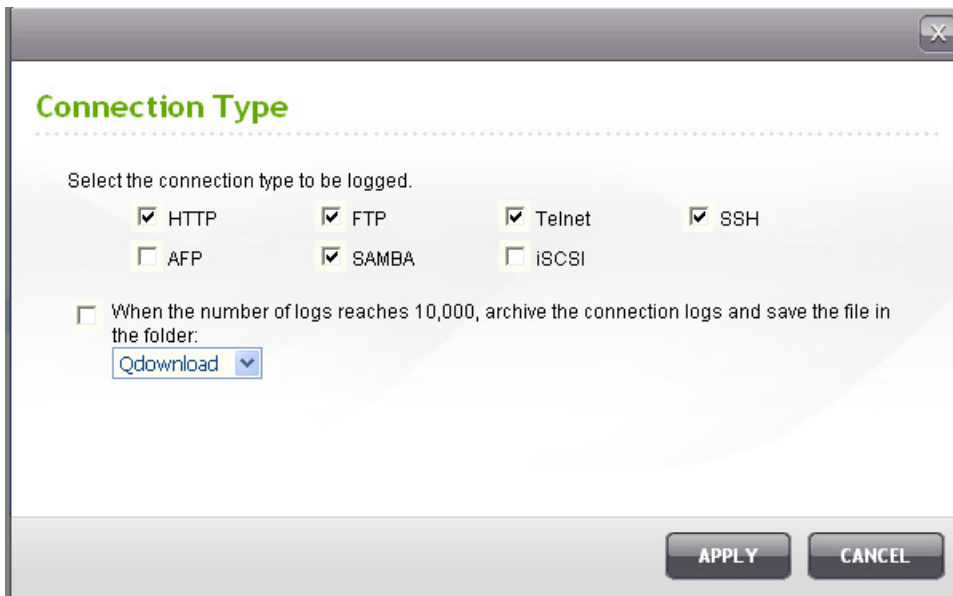 X
Connection Type
Select the connection type to be logged.
HTTP FTP Telnet SSH
AFP SAMBA iSCSI
When the number of logs reaches 10,000, archive the connection logs and save the file in
the folder:
Qdownload
APPLY CANCEL